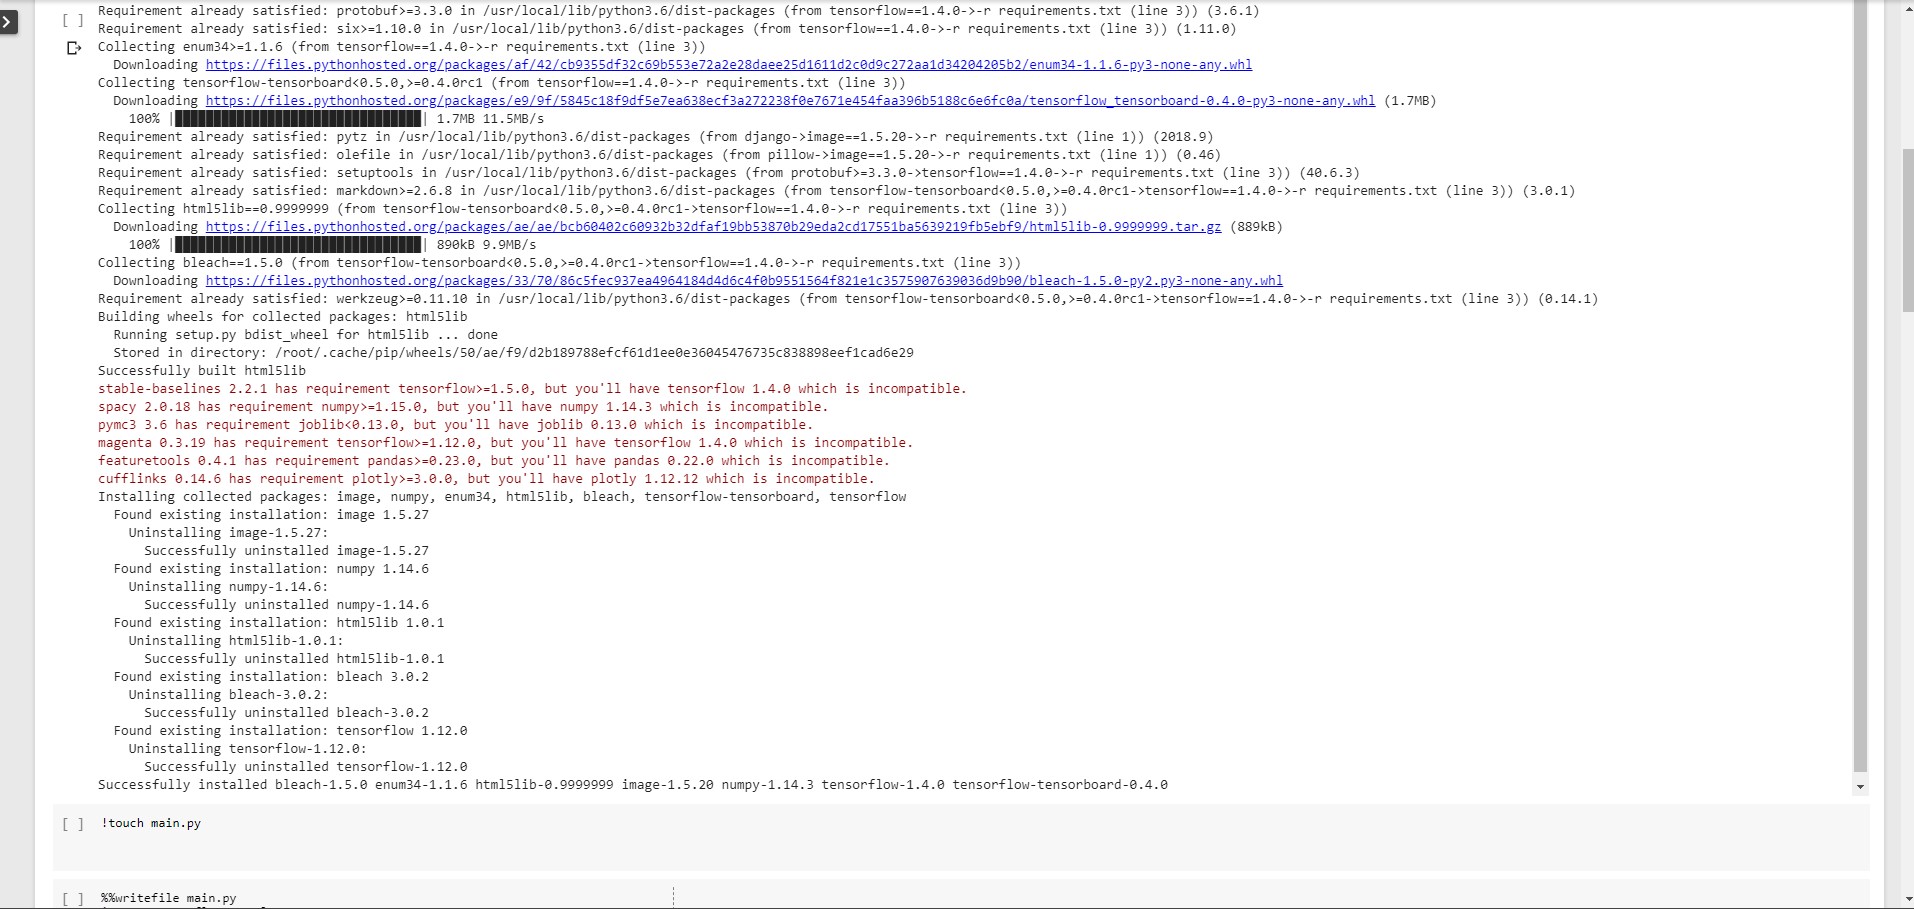 Requirement already satisfied: protobuf>=3.3.0 in /usr/local/lib/python3.6/dist-packages (from tensorflow==1.4.0->-r requirements.txt (line 3)) (3.6.1)
[ ] Requirement already satisfied: six>=1.10.0 in /usr/local/lib/python3.6/dist-packages (from tensorflow==1.4.0->-r requirements.txt (line 3)) (1.11.0)
Collecting enum34>=1.1.6 (from tensorflow==1.4.0->-r requirements.txt (line 3))
Downloading https://files.pythonhosted.org/packages/af/42/cb9355df32c69b553e72a2e28daee25d1611d2c0d9c272aa1d34204205b2/enum34-1.1.6-py3-none-any.whl
Collecting tensorflow-tensorboard<0.5.0,>=0.4.0rc1 (from tensorflow==1.4.0->-r requirements.txt (line 3))
Downloading https://files.pythonhosted.org/packages/e9/9f/5845c18f9df5e7ea638ecf3a272238f0e7671e454faa396b5188c6e6fc0a/tensorflow_tensorboard-0.4.0-py3-none-any.whl (1.7MB)
100% |████████████████████████████████| 1.7MB 11.5MB/s
Requirement already satisfied: pytz in /usr/local/lib/python3.6/dist-packages (from django->image==1.5.20->-r requirements.txt (line 1)) (2018.9)
Requirement already satisfied: olefile in /usr/local/lib/python3.6/dist-packages (from pillow->image==1.5.20->-r requirements.txt (line 1)) (0.46)
Requirement already satisfied: setuptools in /usr/local/lib/python3.6/dist-packages (from protobuf>=3.3.0->tensorflow==1.4.0->-r requirements.txt (line 3)) (40.6.3)
Requirement already satisfied: markdown>=2.6.8 in /usr/local/lib/python3.6/dist-packages (from tensorflow-tensorboard<0.5.0,>=0.4.0rc1->tensorflow==1.4.0->-r requirements.txt (line 3)) (3.0.1)
Collecting html5lib==0.9999999 (from tensorflow-tensorboard<0.5.0,>=0.4.0rc1->tensorflow==1.4.0->-r requirements.txt (line 3))
Downloading https://files.pythonhosted.org/packages/ae/ae/bcb60402c60932b32dfaf19bb53870b29eda2cd17551ba5639219fb5ebf9/html5lib-0.9999999.tar.gz (889kB)
100% |████████████████████████████████| 890kB 9.9MB/s
Collecting bleach==1.5.0 (from tensorflow-tensorboard<0.5.0,>=0.4.0rc1->tensorflow==1.4.0->-r requirements.txt (line 3))
Downloading https://files.pythonhosted.org/packages/33/70/86c5fec937ea4964184d4d6c4f0b9551564f821e1c3575907639036d9b90/bleach-1.5.0-py2.py3-none-any.whl
Requirement already satisfied: werkzeug>=0.11.10 in /usr/local/lib/python3.6/dist-packages (from tensorflow-tensorboard<0.5.0,>=0.4.0rc1->tensorflow==1.4.0->-r requirements.txt (line 3)) (0.14.1)
Building wheels for collected packages: html5lib
Running setup.py bdist_wheel for html5lib ... done
Stored in directory: /root/.cache/pip/wheels/50/ae/f9/d2b189788efcf61d1ee0e36045476735c838898eef1cad6e29
Successfully built html5lib
stable-baselines 2.2.1 has requirement tensorflow>=1.5.0, but you'll have tensorflow 1.4.0 which is incompatible.
spacy 2.0.18 has requirement numpy>=1.15.0, but you'll have numpy 1.14.3 which is incompatible.
pymc3 3.6 has requirement joblib<0.13.0, but you'll have joblib 0.13.0 which is incompatible.
magenta 0.3.19 has requirement tensorflow>=1.12.0, but you'll have tensorflow 1.4.0 which is incompatible.
featuretools 0.4.1 has requirement pandas>=0.23.0, but you'll have pandas 0.22.0 which is incompatible.
cufflinks 0.14.6 has requirement plotly>=3.0.0, but you'll have plotly 1.12.12 which is incompatible.
Installing collected packages: image, numpy, enum34, html5lib, bleach, tensorflow-tensorboard, tensorflow
Found existing installation: image 1.5.27
Uninstalling image-1.5.27:
Successfully uninstalled image-1.5.27
Found existing installation: numpy 1.14.6
Uninstalling numpy-1.14.6:
Successfully uninstalled numpy-1.14.6
Found existing installation: html5lib 1.0.1
Uninstalling html5lib-1.0.1:
Successfully uninstalled html5lib-1.0.1
Found existing installation: bleach 3.0.2
Uninstalling bleach-3.0.2:
Successfully uninstalled bleach-3.0.2
Found existing installation: tensorflow 1.12.0
Uninstalling tensorflow-1.12.0:
Successfully uninstalled tensorflow-1.12.0
Successfully installed bleach-1.5.0 enum34-1.1.6 html5lib-0.9999999 image-1.5.20 numpy-1.14.3 tensorflow-1.4.0 tensorflow-tensorboard-0.4.0
[ ] !touch main.py
[ ] %%writefile main.py